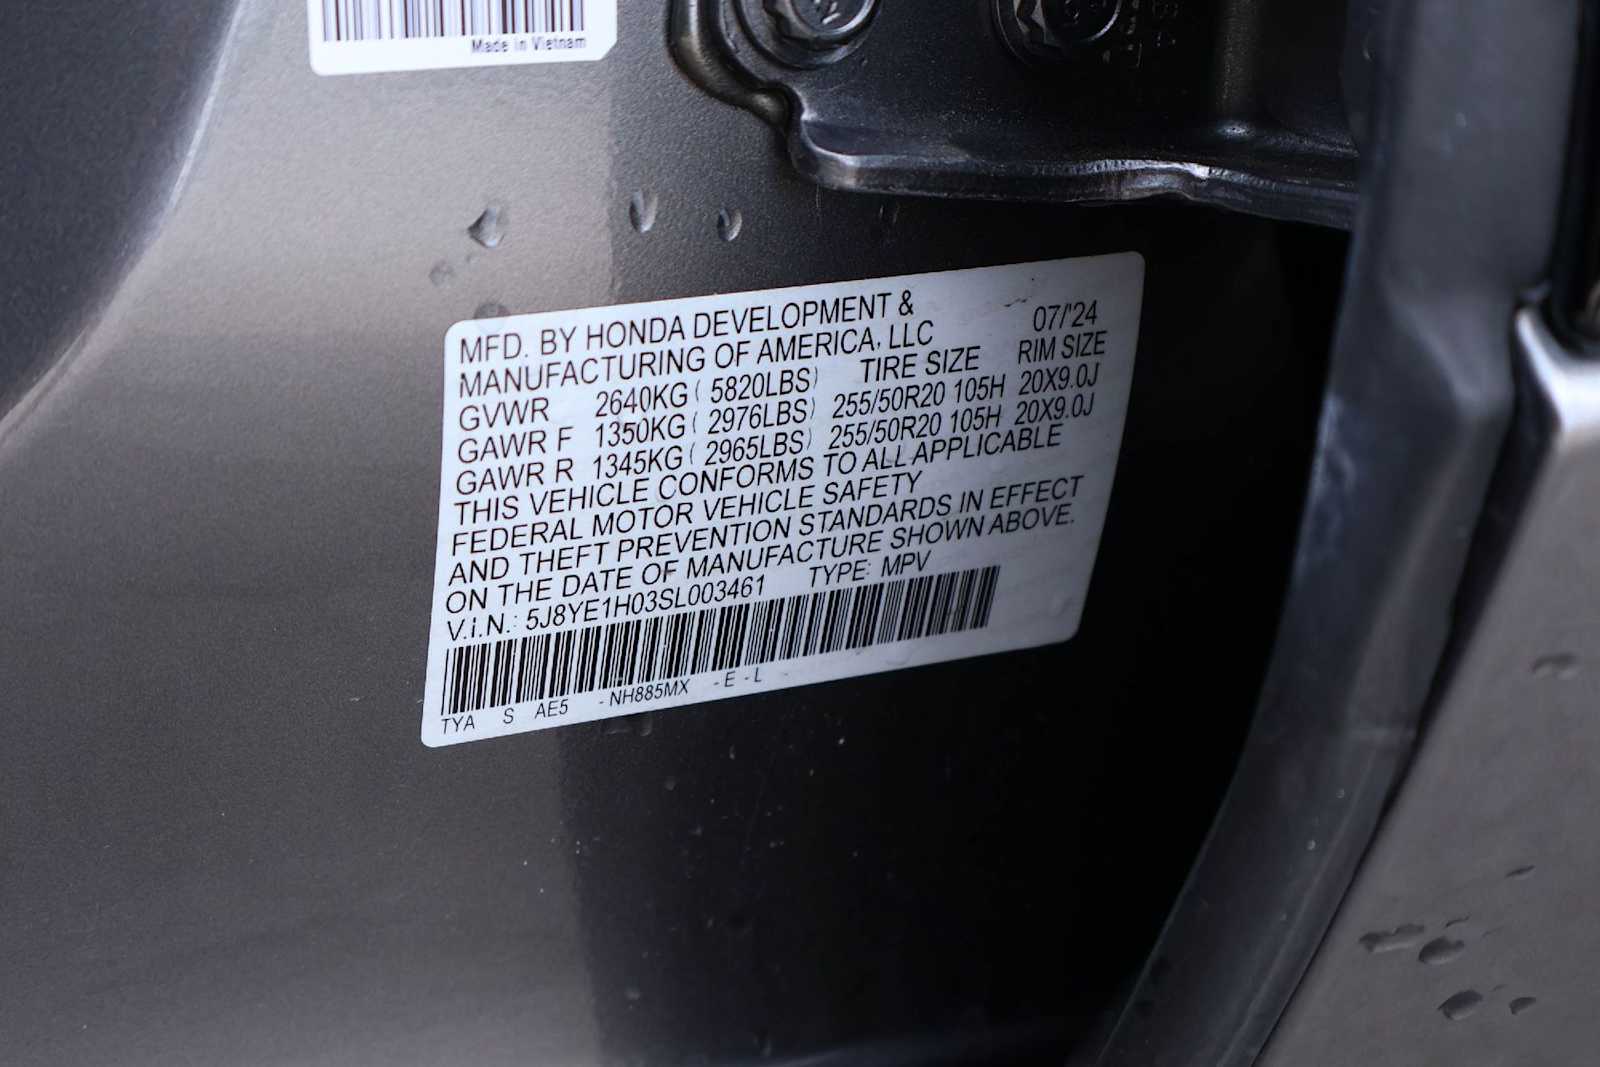 Made in Vietnam
MFD. BY HONDA DEVELOPMENT & 07/'24
MANUFACTURING OF AMERICA, LLC
TIRE SIZE RIM SIZE
GVWR 2640KG ( 5820LBS)
GAWR F 1350KG ( 2976LBS) 255/50R20 105H 20X9.0J
GAWR R 1345KG ( 2965LBS) 255/50R20 105H 20X9.0J
THIS VEHICLE CONFORMS TO ALL APPLICABLE
FEDERAL MOTOR VEHICLE SAFETY
AND THEFT PREVENTION STANDARDS IN EFFECT
ON THE DATE OF MANUFACTURE SHOWN ABOVE.
V.I.N.: 5J8YE1H03SL003461 TYPE: MPV
TYA S AE5 -NH885MX -E -L